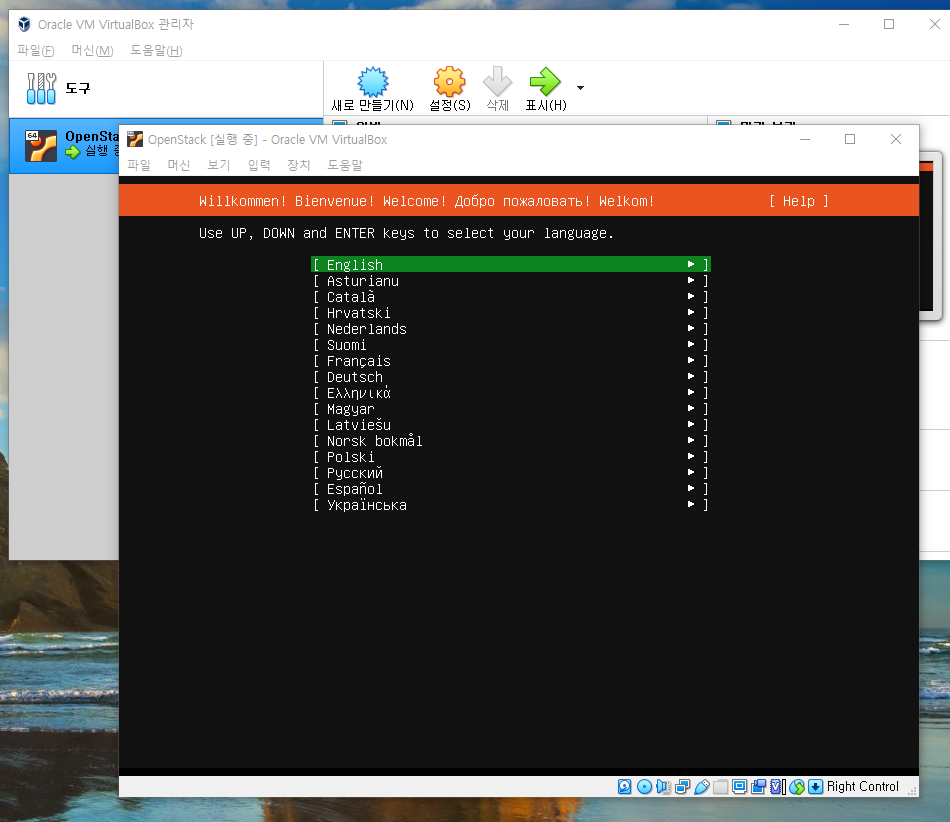 Oracle VM VirtualBox 관리자
파일(F) 머신(M) 도움말(H)
도구
새로 만들기(N) 설정(S) 삭제 표시(H)
64
OpenStack [실행 중] - Oracle VM VirtualBox
파일 머신 보기 입력 장치 도움말
Willkommen! Bienvenue! Welcome! Добро пожаловать! Welkom! [ Help ]
Use UP, DOWN and ENTER keys to select your language.
[ English ► ]
[ Asturianu ► ]
[ Català ► ]
[ Hrvatski ► ]
[ Nederlands ► ]
[ Suomi ► ]
[ Français ► ]
[ Deutsch ► ]
[ Ελληνικά ► ]
[ Magyar ► ]
[ Latviešu ► ]
[ Norsk bokmål ► ]
[ Polski ► ]
[ Русский ► ]
[ Español ► ]
[ Українська ► ]
Right Control